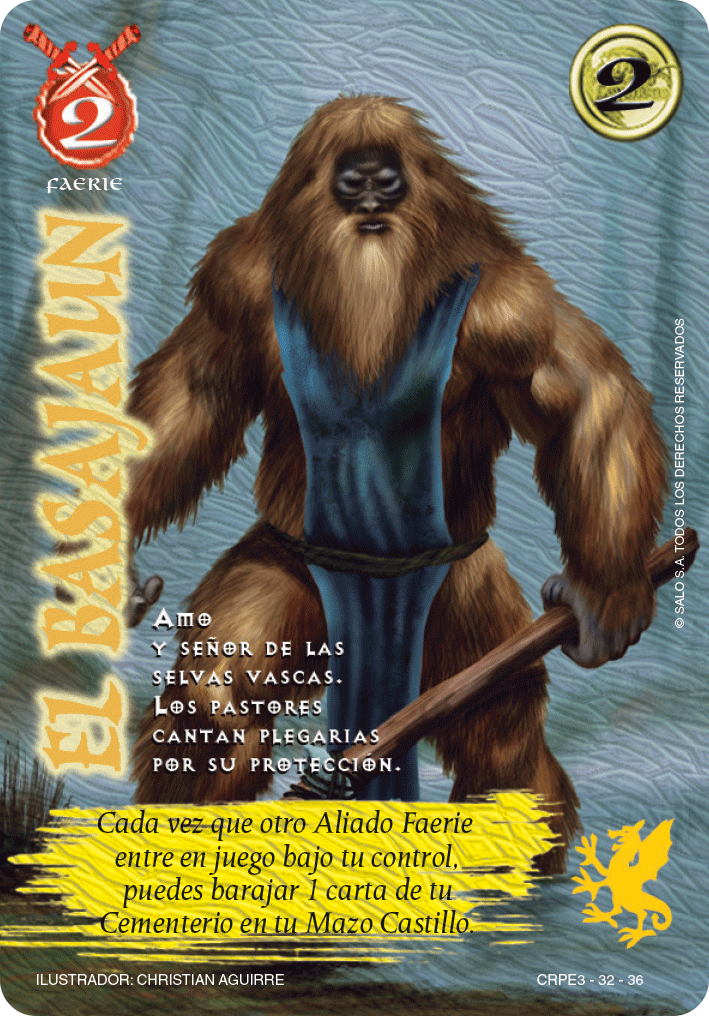 2
2
FAERIE
EL BASAJAUN
© SALO S.A. TODOS LOS DERECHOS RESERVADOS
Amo
y señor de las
selvas vascas.
Los pastores
cantan plegarias
por su protección.
Cada vez que otro Aliado Faerie
entre en juego bajo tu control,
puedes barajar 1 carta de tu
Cementerio en tu Mazo Castillo.
ILUSTRADOR: CHRISTIAN AGUIRRE
CRPE3 - 32 - 36